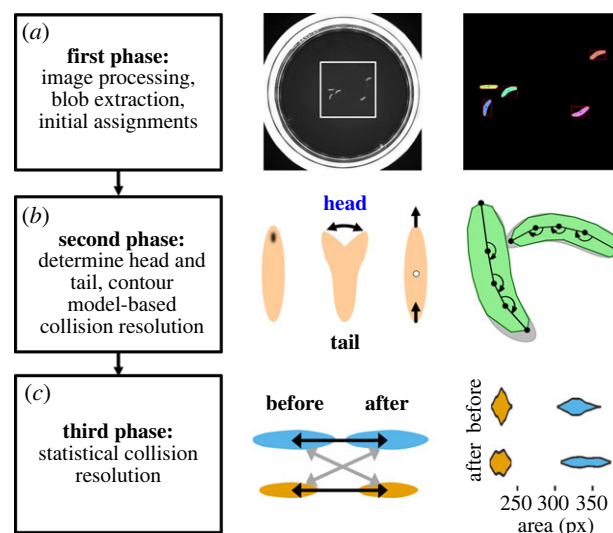 (a)
first phase:
image processing,
blob extraction,
initial assignments
(b)
second phase:
determine head and
tail, contour
model-based
collision resolution
head
tail
(c)
third phase:
statistical collision
resolution
before after
before
after
250 300 350
area (px)